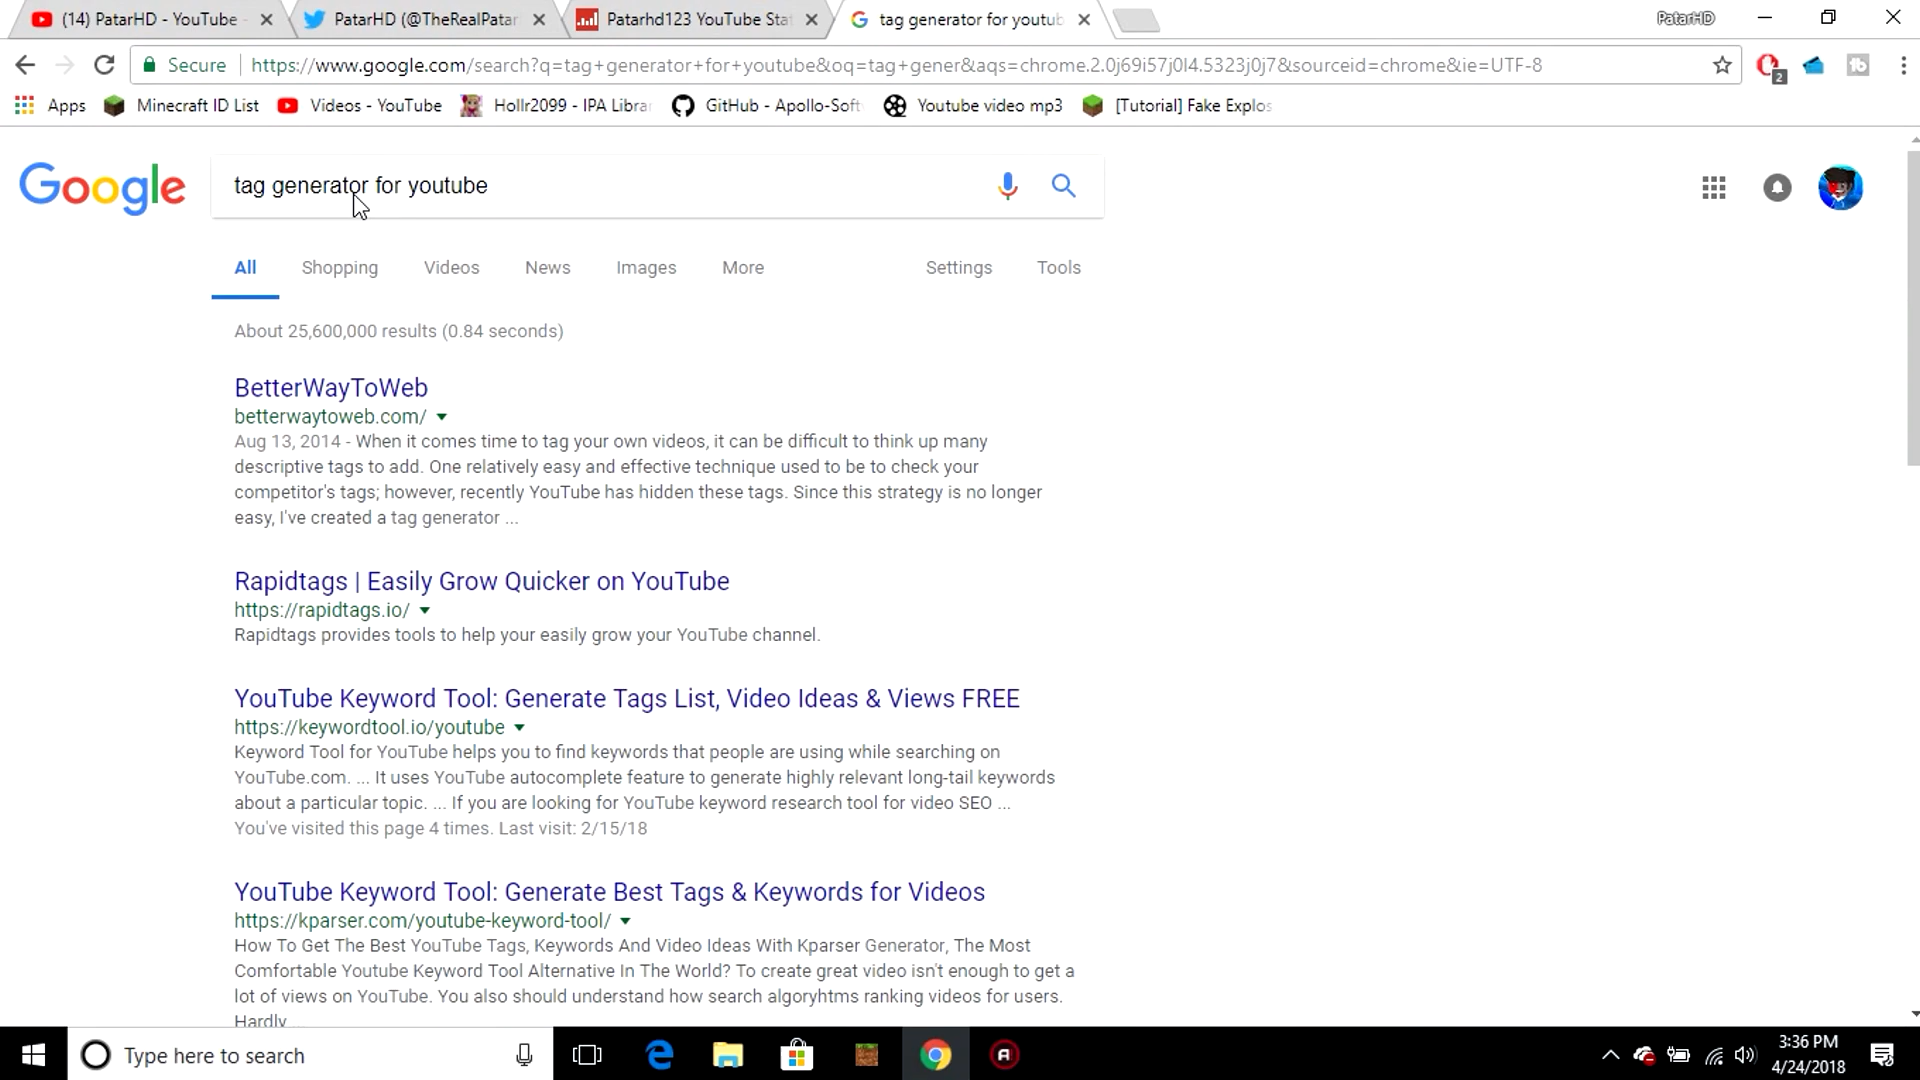 (14) PatarHD - YouTube
PatarHD (@TheRealPatar
Patarhd123 YouTube Stat
tag generator for youtub
PatarHD
Secure
https://www.google.com/search?q=tag+generator+for+youtube&oq=tag+gener&aqs=chrome.2.0j69i57j0l4.5323j0j7&sourceid=chrome&ie=UTF-8
2
Apps
Minecraft ID List
Videos - YouTube
Hollr2099 - IPA Librar
GitHub - Apollo-Soft
Youtube video mp3
[Tutorial] Fake Explos
Google
tag generator for youtube
All
Shopping
Videos
News
Images
More
Settings
Tools
About 25,600,000 results (0.84 seconds)
BetterWayToWeb
betterwaytoweb.com/
Aug 13, 2014 - When it comes time to tag your own videos, it can be difficult to think up many
descriptive tags to add. One relatively easy and effective technique used to be to check your
competitor's tags; however, recently YouTube has hidden these tags. Since this strategy is no longer
easy, I've created a tag generator ...
Rapidtags | Easily Grow Quicker on YouTube
https://rapidtags.io/
Rapidtags provides tools to help your easily grow your YouTube channel.
YouTube Keyword Tool: Generate Tags List, Video Ideas & Views FREE
https://keywordtool.io/youtube
Keyword Tool for YouTube helps you to find keywords that people are using while searching on
YouTube.com. ... It uses YouTube autocomplete feature to generate highly relevant long-tail keywords
about a particular topic. ... If you are looking for YouTube keyword research tool for video SEO ...
You've visited this page 4 times. Last visit: 2/15/18
YouTube Keyword Tool: Generate Best Tags & Keywords for Videos
https://kparser.com/youtube-keyword-tool/
How To Get The Best YouTube Tags, Keywords And Video Ideas With Kparser Generator, The Most
Comfortable Youtube Keyword Tool Alternative In The World? To create great video isn't enough to get a
lot of views on YouTube. You also should understand how search algoryhtms ranking videos for users.
Hardly ...
Type here to search
3:36 PM
4/24/2018